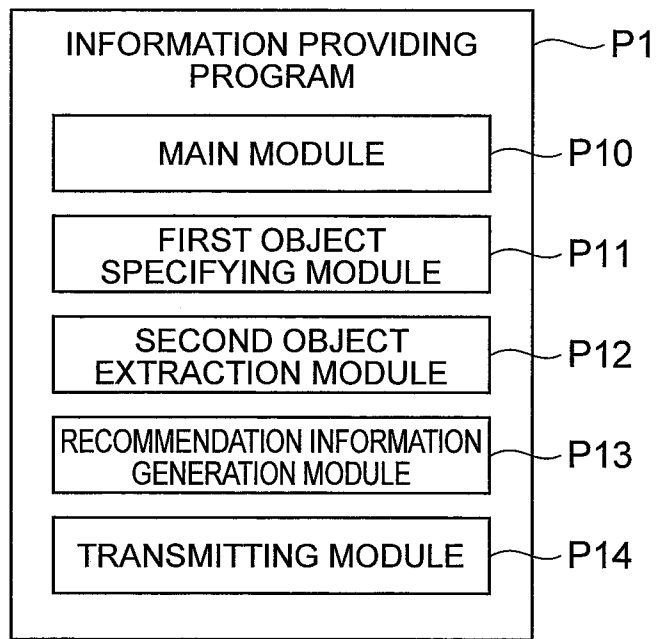 INFORMATION PROVIDING
PROGRAM
P1
MAIN MODULE
P10
FIRST OBJECT
SPECIFYING MODULE
P11
SECOND OBJECT
EXTRACTION MODULE
P12
RECOMMENDATION INFORMATION
GENERATION MODULE
P13
TRANSMITTING MODULE
P14